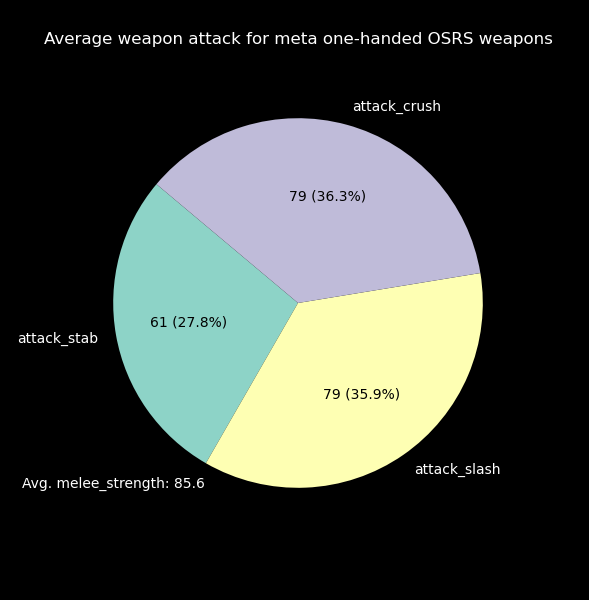 Average weapon attack for meta one-handed OSRS weapons
attack_crush
79 (36.3%)
61 (27.8%)
attack_stab
79 (35.9%)
attack_slash
Avg. melee_strength: 85.6